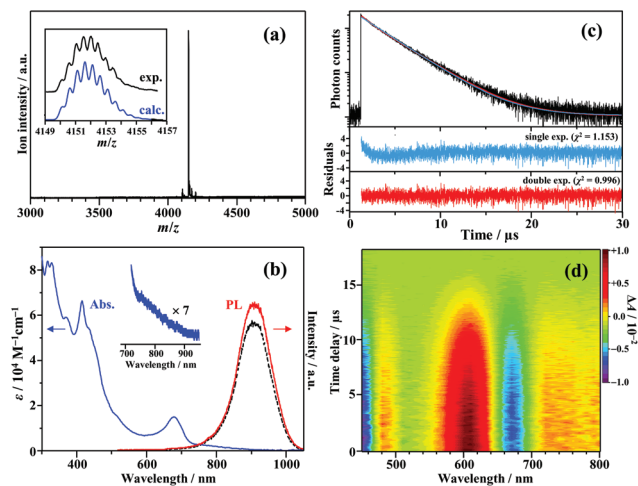 (a)
Ion intensity / a.u.
exp.
calc.
4149 4151 4153 4155 4157
m/z
3000 3500 4000 4500 5000
m/z
(c)
Photon counts
single exp. (χ² = 1.153)
4
0
-4
Residuals
double exp. (χ² = 0.996)
4
0
-4
0 5 10 15 20 25 30
Time / μs
(b)
8
6
4
2
0
ε / 10⁴ M⁻¹cm⁻¹
Abs.
× 7
PL
700 800 900
Wavelength / nm
Intensity / a.u.
400 600 800 1000
Wavelength / nm
(d)
15
10
5
0
Time delay / μs
500 600 700 800
Wavelength / nm
+1.0
+0.5
0
−0.5
−1.0
ΔA / 10⁻²